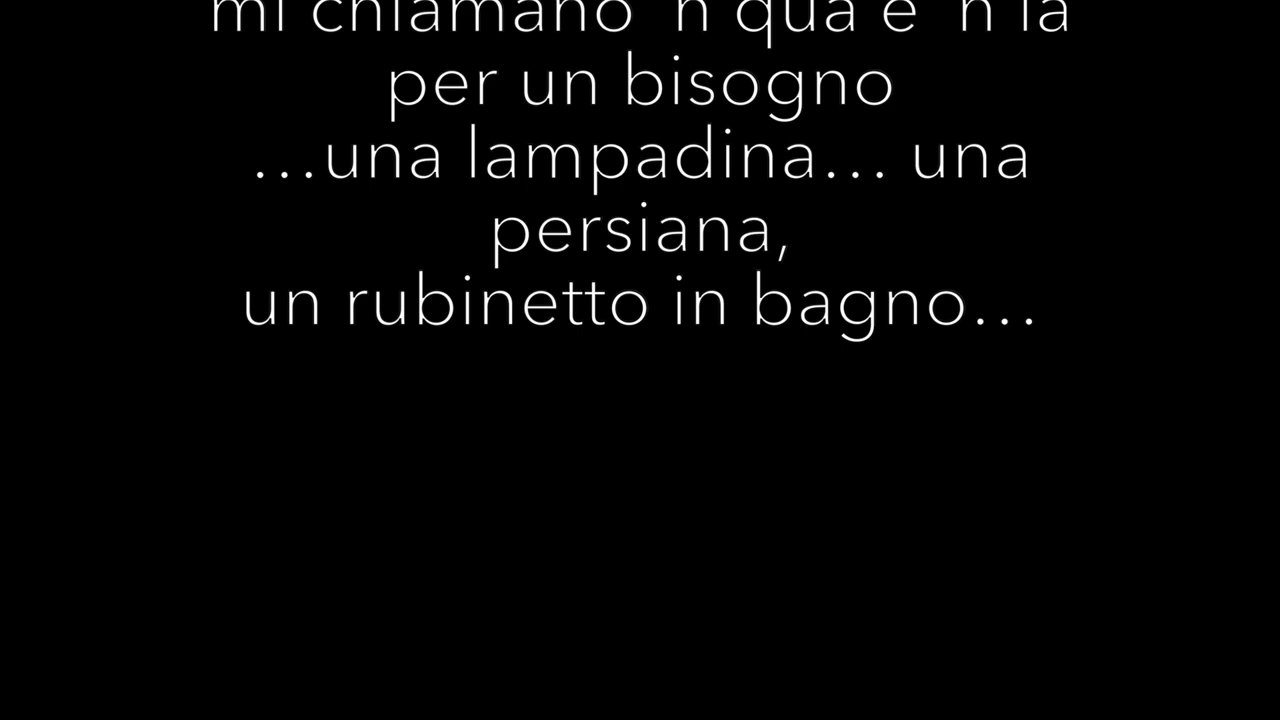 mi chiamano 'n qua e 'n là
per un bisogno
...una lampadina... una
persiana,
un rubinetto in bagno...